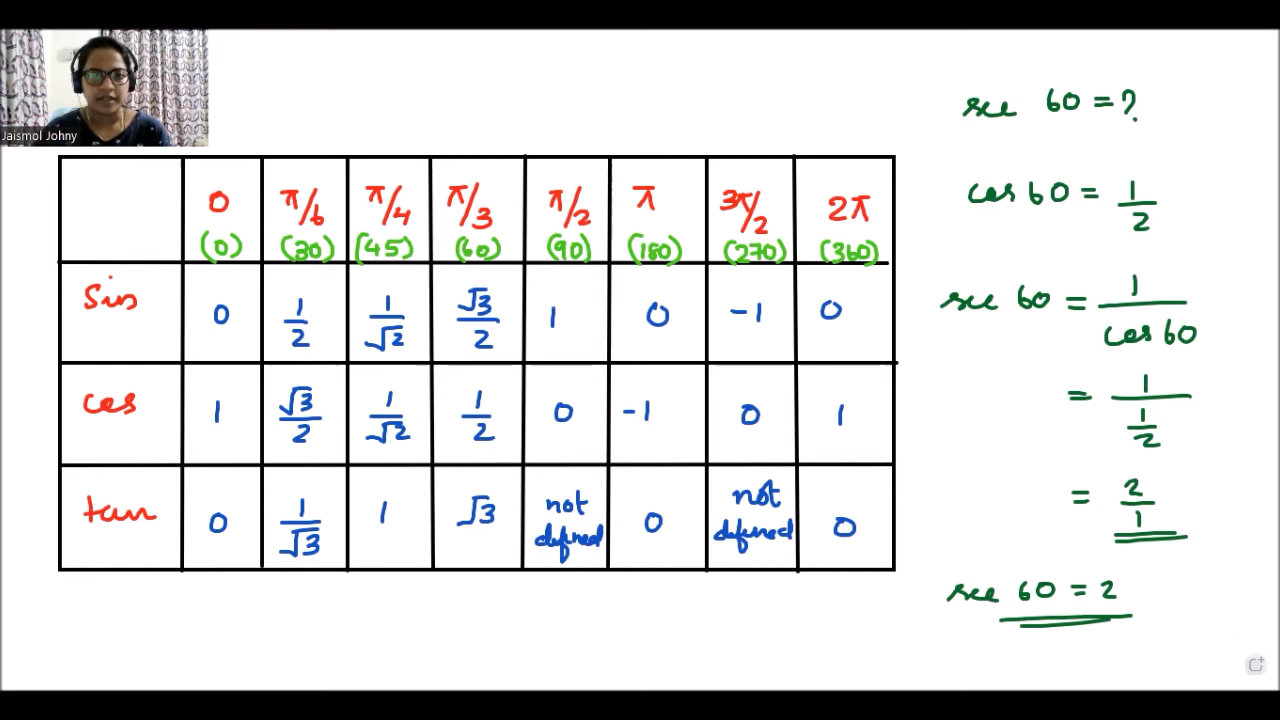 Jaismol Johny
0 π/6 π/4 π/3 π/2 π 3π/2 2π
(0) (30) (45) (60) (90) (180) (270) (360)
Sin 0 1/2 1/√2 √3/2 1 0 -1 0
cos 1 √3/2 1/√2 1/2 0 -1 0 1
tan 0 1/√3 1 √3 not defined 0 not defined 0
sec 60 = ?
cos 60 = 1/2
sec 60 = 1/cos 60
= 1/(1/2)
= 2/1
sec 60 = 2